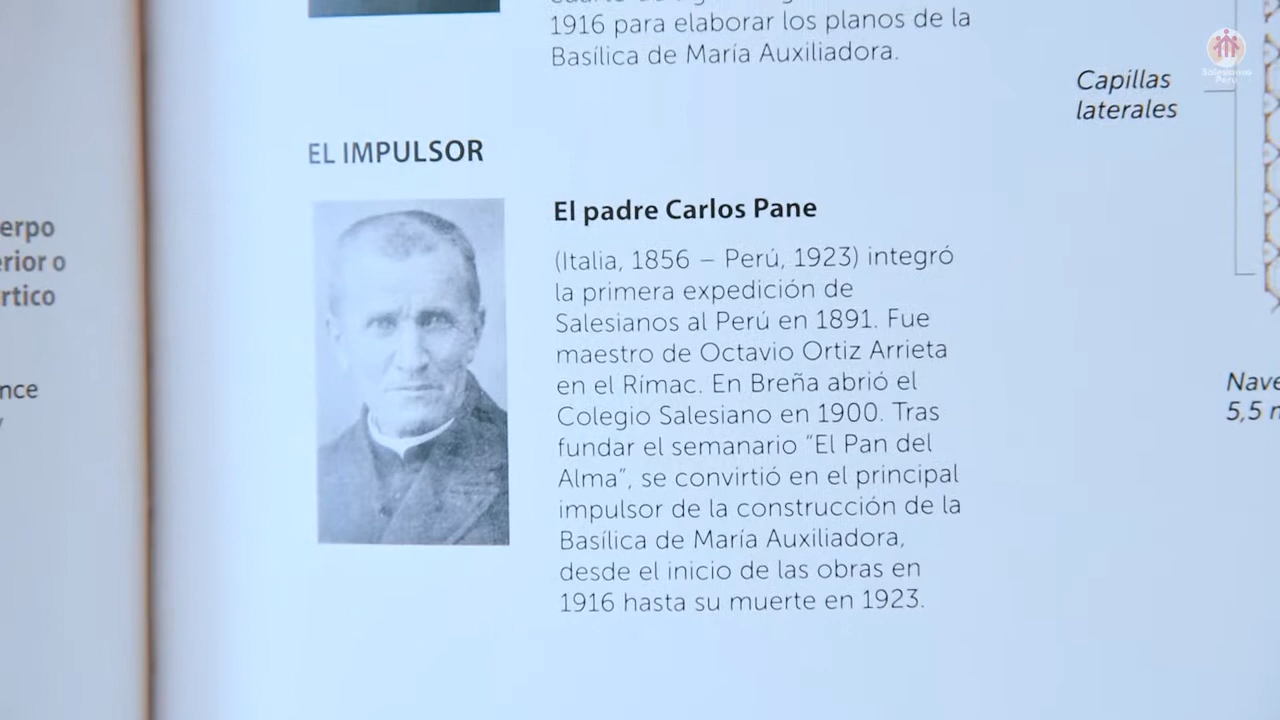 1916 para elaborar los planos de la
Basílica de María Auxiliadora.
Capillas
laterales
Salesianos
Perú
EL IMPULSOR
El padre Carlos Pane
(Italia, 1856 – Perú, 1923) integró
la primera expedición de
Salesianos al Perú en 1891. Fue
maestro de Octavio Ortiz Arrieta
en el Rímac. En Breña abrió el
Colegio Salesiano en 1900. Tras
fundar el semanario “El Pan del
Alma”, se convirtió en el principal
impulsor de la construcción de la
Basílica de María Auxiliadora,
desde el inicio de las obras en
1916 hasta su muerte en 1923.
erpo
erior o
rtico
nce
y
Nave
5,5